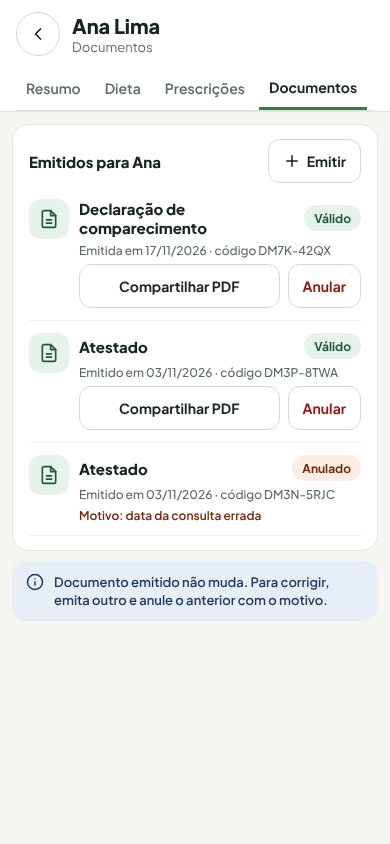 Ana Lima
Documentos
Resumo Dieta Prescrições Documentos
Emitidos para Ana
+ Emitir
Declaração de
comparecimento
Válido
Emitida em 17/11/2026 · código DM7K-42QX
Compartilhar PDF Anular
Atestado
Válido
Emitido em 03/11/2026 · código DM3P-8TWA
Compartilhar PDF Anular
Atestado
Anulado
Emitido em 03/11/2026 · código DM3N-5RJC
Motivo: data da consulta errada
Documento emitido não muda. Para corrigir,
emita outro e anule o anterior com o motivo.